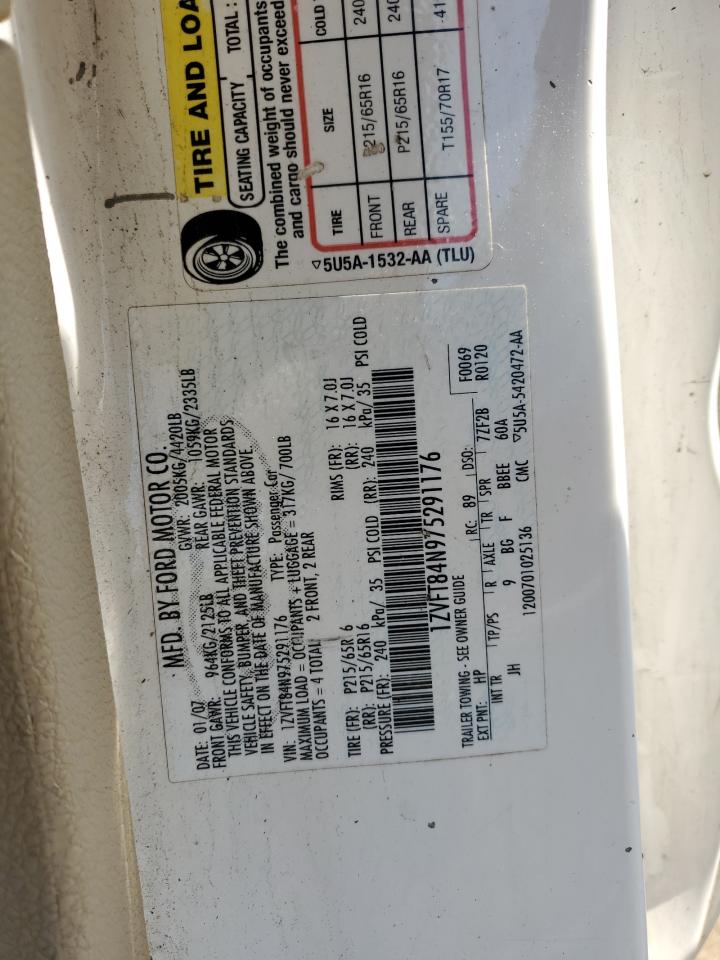 TIRE AND LOA
SEATING CAPACITY TOTAL:
The combined weight of occupants
and cargo should never exceed
TIRE SIZE COLD
FRONT P215/65R16 240
REAR P215/65R16 240
SPARE T155/70R17 41
5U5A-1532-AA (TLU)
MFD. BY FORD MOTOR CO.
DATE: 01/07 GVWR: 2005KG/4420LB
FRONT GAWR: 964KG/2125LB REAR GAWR: 1059KG/2335LB
THIS VEHICLE CONFORMS TO ALL APPLICABLE FEDERAL MOTOR
VEHICLE SAFETY, BUMPER, AND THEFT PREVENTION STANDARDS
IN EFFECT ON THE DATE OF MANUFACTURE SHOWN ABOVE.
VIN: 1ZVFT84N975291176 TYPE: Passenger Car
MAXIMUM LOAD = OCCUPANTS + LUGGAGE = 317KG/ 700LB
OCCUPANTS = 4 TOTAL: 2 FRONT, 2 REAR
TIRE (FR): P215/65R 6 RIMS (FR): 16 X 7.0J
(RR): P215/65R16 (RR): 16 X 7.0J
PRESSURE (FR): 240 kPa/ 35 PSI COLD (RR): 240 kPa/ 35 PSI COLD
1ZVFT84N975291176
TRAILER TOWING - SEE OWNER GUIDE RC: 89 DSO: F0069
EXT PNT: HP R0120
INT TR TP/PS R AXLE TR SPR 7ZF2B
JH 9 BG F BBEE 60A
1200701025136 CMC 5U5A-5420472-AA